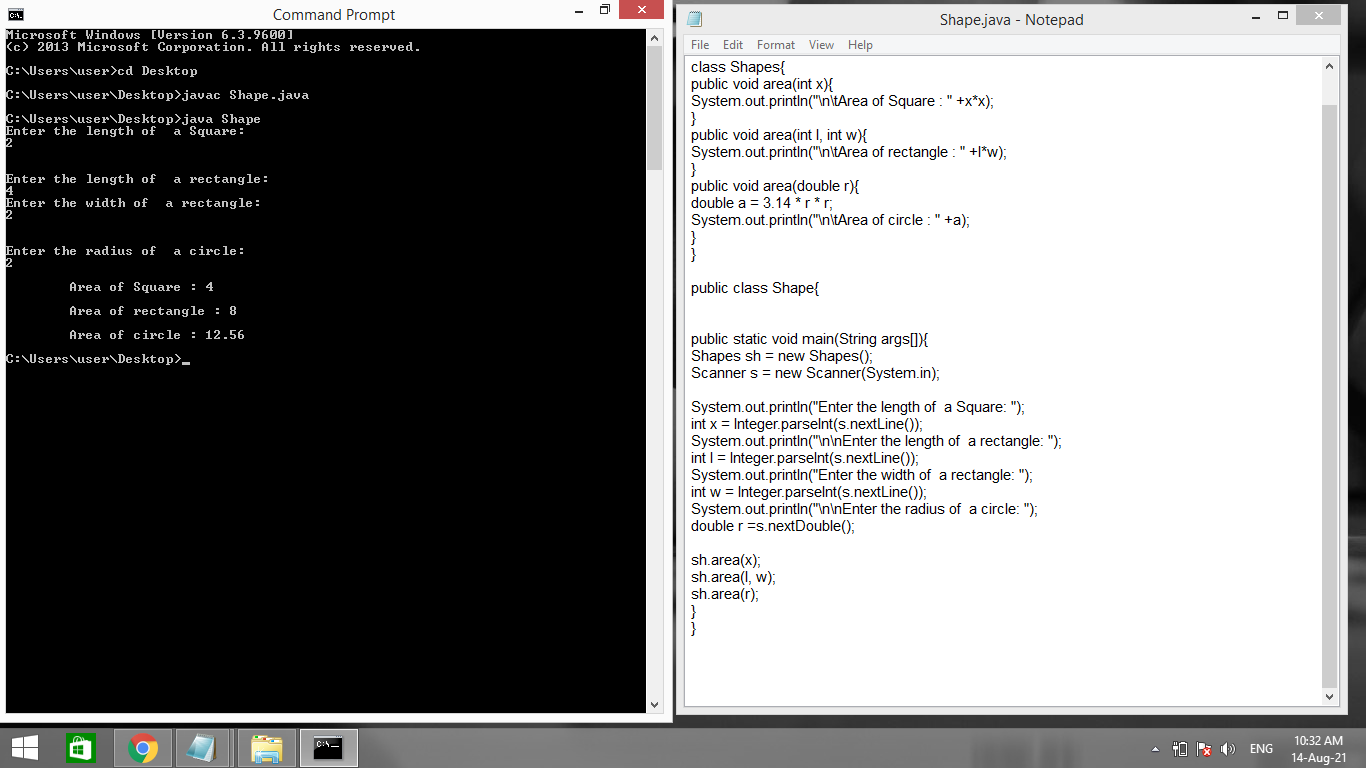 Command Prompt
Microsoft Windows [Version 6.3.9600]
(c) 2013 Microsoft Corporation. All rights reserved.
C:\Users\user>cd Desktop
C:\Users\user\Desktop>javac Shape.java
C:\Users\user\Desktop>java Shape
Enter the length of  a Square:
2
Enter the length of  a rectangle:
4
Enter the width of  a rectangle:
2
Enter the radius of  a circle:
2
Area of Square : 4
Area of rectangle : 8
Area of circle : 12.56
C:\Users\user\Desktop>_
Shape.java - Notepad
File Edit Format View Help
class Shapes{
public void area(int x){
System.out.println("\n\tArea of Square : " +x*x);
}
public void area(int l, int w){
System.out.println("\n\tArea of rectangle : " +l*w);
}
public void area(double r){
double a = 3.14 * r * r;
System.out.println("\n\tArea of circle : " +a);
}
}
public class Shape{
public static void main(String args[]){
Shapes sh = new Shapes();
Scanner s = new Scanner(System.in);
System.out.println("Enter the length of  a Square: ");
int x = Integer.parseInt(s.nextLine());
System.out.println("\n\nEnter the length of  a rectangle: ");
int l = Integer.parseInt(s.nextLine());
System.out.println("Enter the width of  a rectangle: ");
int w = Integer.parseInt(s.nextLine());
System.out.println("\n\nEnter the radius of  a circle: ");
double r =s.nextDouble();
sh.area(x);
sh.area(l, w);
sh.area(r);
}
}
C:\.
ENG
10:32 AM
14-Aug-21